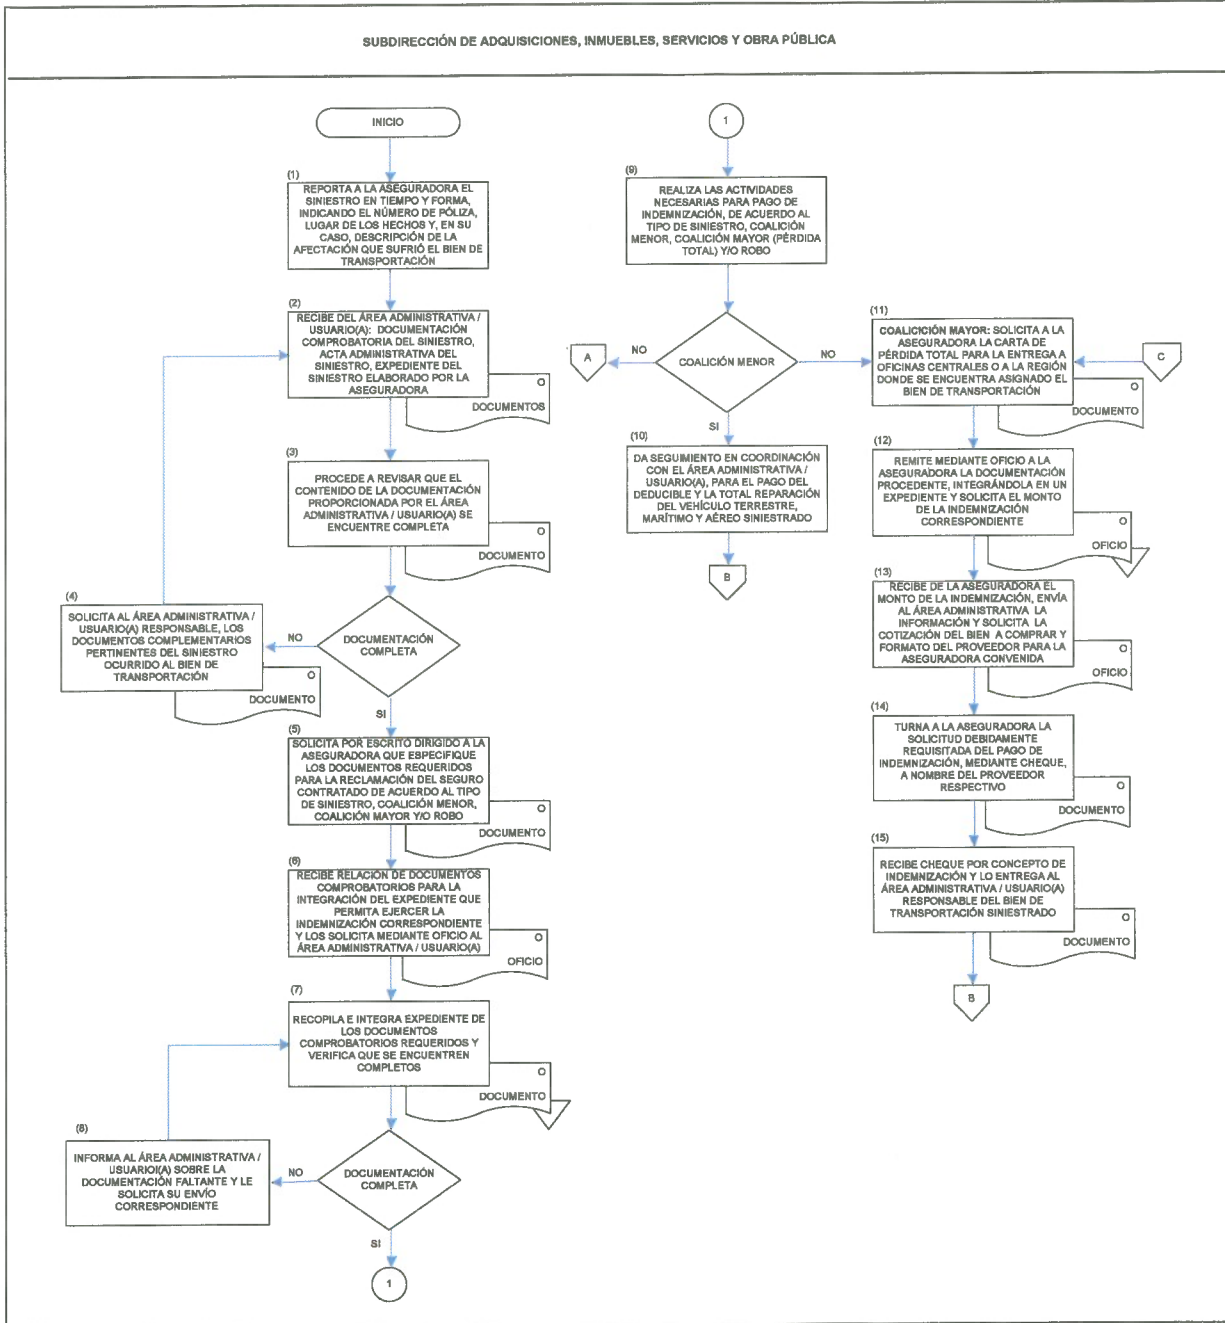 SUBDIRECCIÓN DE ADQUISICIONES, INMUEBLES, SERVICIOS Y OBRA PÚBLICA
INICIO
(1)
REPORTA A LA ASEGURADORA EL
SINIESTRO EN TIEMPO Y FORMA,
INDICANDO EL NÚMERO DE PÓLIZA,
LUGAR DE LOS HECHOS Y, EN SU
CASO, DESCRIPCIÓN DE LA
AFECTACIÓN QUE SUFRIÓ EL BIEN DE
TRANSPORTACIÓN
(2)
RECIBE DEL ÁREA ADMINISTRATIVA /
USUARIO(A): DOCUMENTACIÓN
COMPROBATORIA DEL SINIESTRO,
ACTA ADMINISTRATIVA DEL
SINIESTRO, EXPEDIENTE DEL
SINIESTRO ELABORADO POR LA
ASEGURADORA
O
DOCUMENTOS
(3)
PROCEDE A REVISAR QUE EL
CONTENIDO DE LA DOCUMENTACIÓN
PROPORCIONADA POR EL ÁREA
ADMINISTRATIVA / USUARIO(A) SE
ENCUENTRE COMPLETA
O
DOCUMENTO
DOCUMENTACIÓN
COMPLETA
NO
(4)
SOLICITA AL ÁREA ADMINISTRATIVA /
USUARIO(A) RESPONSABLE, LOS
DOCUMENTOS COMPLEMENTARIOS
PERTINENTES DEL SINIESTRO
OCURRIDO AL BIEN DE
TRANSPORTACIÓN
O
DOCUMENTO
SI
(5)
SOLICITA POR ESCRITO DIRIGIDO A LA
ASEGURADORA QUE ESPECIFIQUE
LOS DOCUMENTOS REQUERIDOS
PARA LA RECLAMACIÓN DEL SEGURO
CONTRATADO DE ACUERDO AL TIPO
DE SINIESTRO, COALICIÓN MENOR,
COALICIÓN MAYOR Y/O ROBO
O
DOCUMENTO
(6)
RECIBE RELACIÓN DE DOCUMENTOS
COMPROBATORIOS PARA LA
INTEGRACIÓN DEL EXPEDIENTE QUE
PERMITA EJERCER LA
INDEMNIZACIÓN CORRESPONDIENTE
Y LOS SOLICITA MEDIANTE OFICIO AL
ÁREA ADMINISTRATIVA / USUARIO(A)
O
OFICIO
(7)
RECOPILA E INTEGRA EXPEDIENTE DE
LOS DOCUMENTOS
COMPROBATORIOS REQUERIDOS Y
VERIFICA QUE SE ENCUENTREN
COMPLETOS
O
DOCUMENTO
DOCUMENTACIÓN
COMPLETA
NO
(8)
INFORMA AL ÁREA ADMINISTRATIVA /
USUARIOI(A) SOBRE LA
DOCUMENTACIÓN FALTANTE Y LE
SOLICITA SU ENVÍO
CORRESPONDIENTE
SI
1
1
(9)
REALIZA LAS ACTIVIDADES
NECESARIAS PARA PAGO DE
INDEMNIZACIÓN, DE ACUERDO AL
TIPO DE SINIESTRO, COALICIÓN
MENOR, COALICIÓN MAYOR (PÉRDIDA
TOTAL) Y/O ROBO
COALICIÓN MENOR
NO
A
NO
SI
(10)
DA SEGUIMIENTO EN COORDINACIÓN
CON EL ÁREA ADMINISTRATIVA /
USUARIO(A), PARA EL PAGO DEL
DEDUCIBLE Y LA TOTAL REPARACIÓN
DEL VEHÍCULO TERRESTRE,
MARÍTIMO Y AÉREO SINIESTRADO
B
(11)
COALICICIÓN MAYOR: SOLICITA A LA
ASEGURADORA LA CARTA DE
PÉRDIDA TOTAL PARA LA ENTREGA A
OFICINAS CENTRALES O A LA REGIÓN
DONDE SE ENCUENTRA ASIGNADO EL
BIEN DE TRANSPORTACIÓN
C
O
DOCUMENTO
(12)
REMITE MEDIANTE OFICIO A LA
ASEGURADORA LA DOCUMENTACIÓN
PROCEDENTE, INTEGRÁNDOLA EN UN
EXPEDIENTE Y SOLICITA EL MONTO
DE LA INDEMNIZACIÓN
CORRESPONDIENTE
O
OFICIO
(13)
RECIBE DE LA ASEGURADORA EL
MONTO DE LA INDEMNIZACIÓN, ENVÍA
AL ÁREA ADMINISTRATIVA LA
INFORMACIÓN Y SOLICITA LA
COTIZACIÓN DEL BIEN A COMPRAR Y
FORMATO DEL PROVEEDOR PARA LA
ASEGURADORA CONVENIDA
O
OFICIO
(14)
TURNA A LA ASEGURADORA LA
SOLICITUD DEBIDAMENTE
REQUISITADA DEL PAGO DE
INDEMNIZACIÓN, MEDIANTE CHEQUE,
A NOMBRE DEL PROVEEDOR
RESPECTIVO
O
DOCUMENTO
(15)
RECIBE CHEQUE POR CONCEPTO DE
INDEMNIZACIÓN Y LO ENTREGA AL
ÁREA ADMINISTRATIVA / USUARIO(A)
RESPONSABLE DEL BIEN DE
TRANSPORTACIÓN SINIESTRADO
O
DOCUMENTO
B